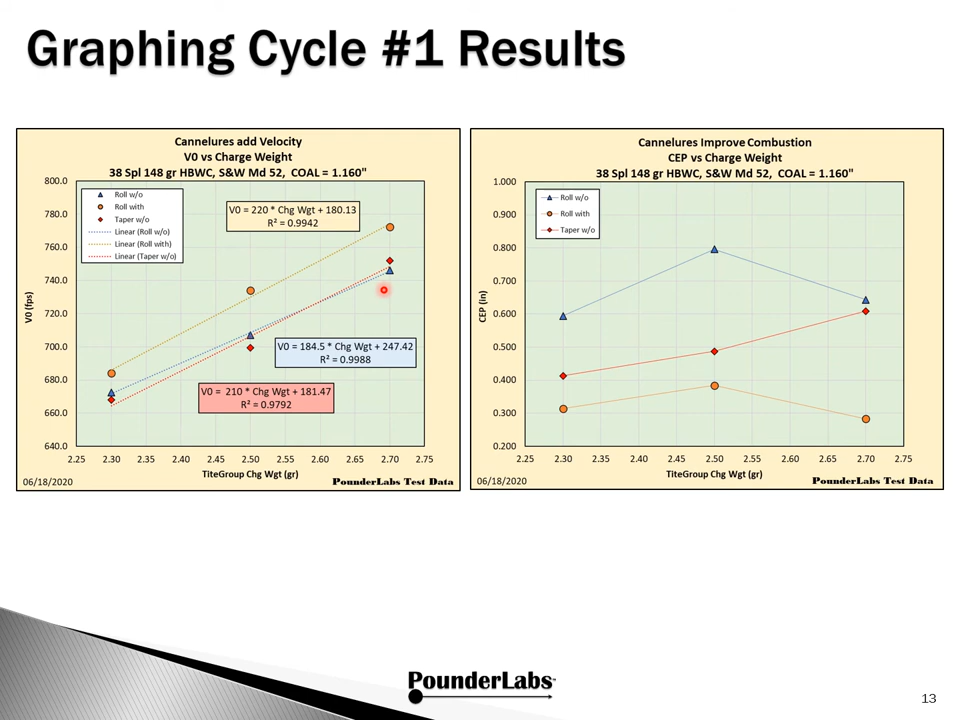 Graphing Cycle #1 Results
Cannelures add Velocity
V0 vs Charge Weight
38 Spl 148 gr HBWC, S&W Md 52, COAL = 1.160"
800.0
780.0
760.0
740.0
720.0
700.0
680.0
660.0
640.0
V0 (fps)
Roll w/o
Roll with
Taper w/o
Linear (Roll w/o)
Linear (Roll with)
Linear (Taper w/o)
V0 = 220 * Chg Wgt + 180.13
R² = 0.9942
V0 = 184.5 * Chg Wgt + 247.42
R² = 0.9988
V0 = 210 * Chg Wgt + 181.47
R² = 0.9792
2.25 2.30 2.35 2.40 2.45 2.50 2.55 2.60 2.65 2.70 2.75
TiteGroup Chg Wgt (gr)
06/18/2020
PounderLabs Test Data
Cannelures Improve Combustion
CEP vs Charge Weight
38 Spl 148 gr HBWC, S&W Md 52, COAL = 1.160"
1.000
0.900
0.800
0.700
0.600
0.500
0.400
0.300
0.200
CEP (in)
Roll w/o
Roll with
Taper w/o
2.25 2.30 2.35 2.40 2.45 2.50 2.55 2.60 2.65 2.70 2.75
TiteGroup Chg Wgt (gr)
06/18/2020
PounderLabs Test Data
PounderLabs
13